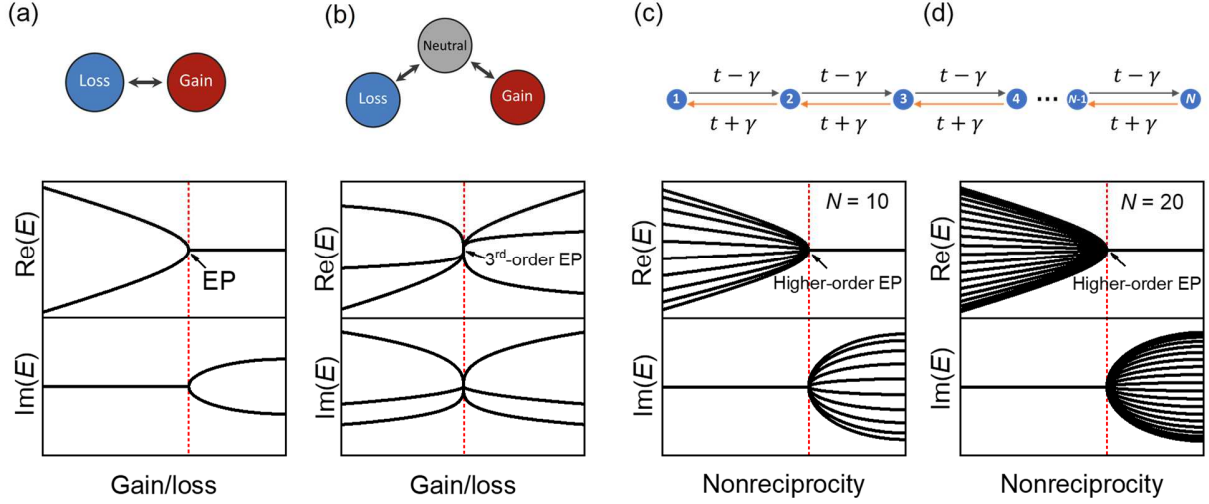 (a)
(b)
(c)
(d)
Loss
Gain
Loss
Neutral
Gain
t − γ
t − γ
t − γ
t − γ
1
2
3
4
···
N-1
N
t + γ
t + γ
t + γ
t + γ
Re(E)
EP
Im(E)
Gain/loss
Re(E)
3rd-order EP
Im(E)
Gain/loss
Re(E)
N = 10
Higher-order EP
Im(E)
Nonreciprocity
Re(E)
N = 20
Higher-order EP
Im(E)
Nonreciprocity